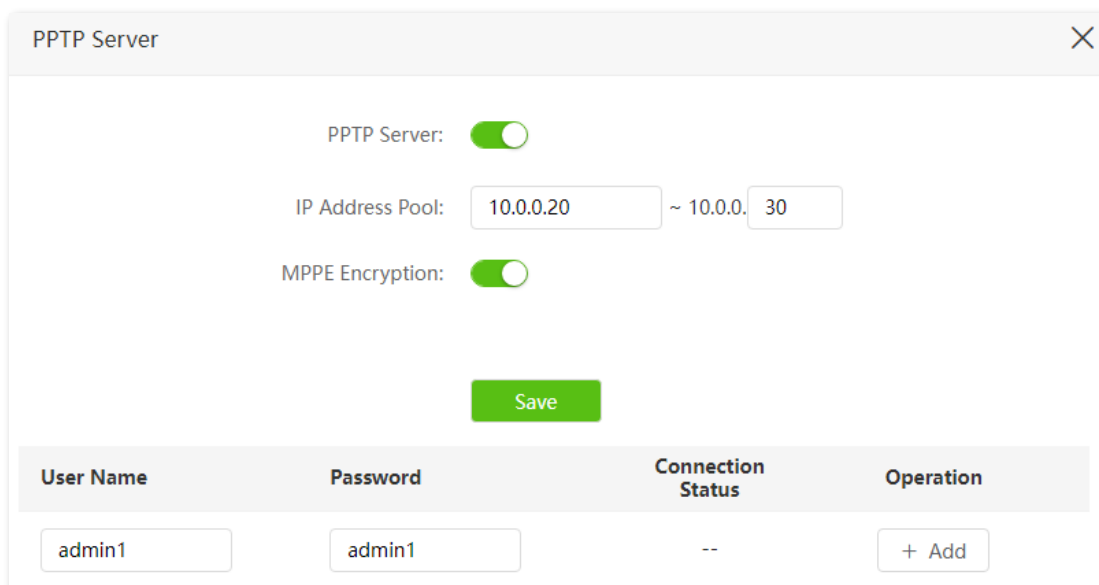 PPTP Server
PPTP Server:
IP Address Pool: 10.0.0.20 ~ 10.0.0. 30
MPPE Encryption:
Save
User Name Password Connection Status Operation
admin1 admin1 -- + Add